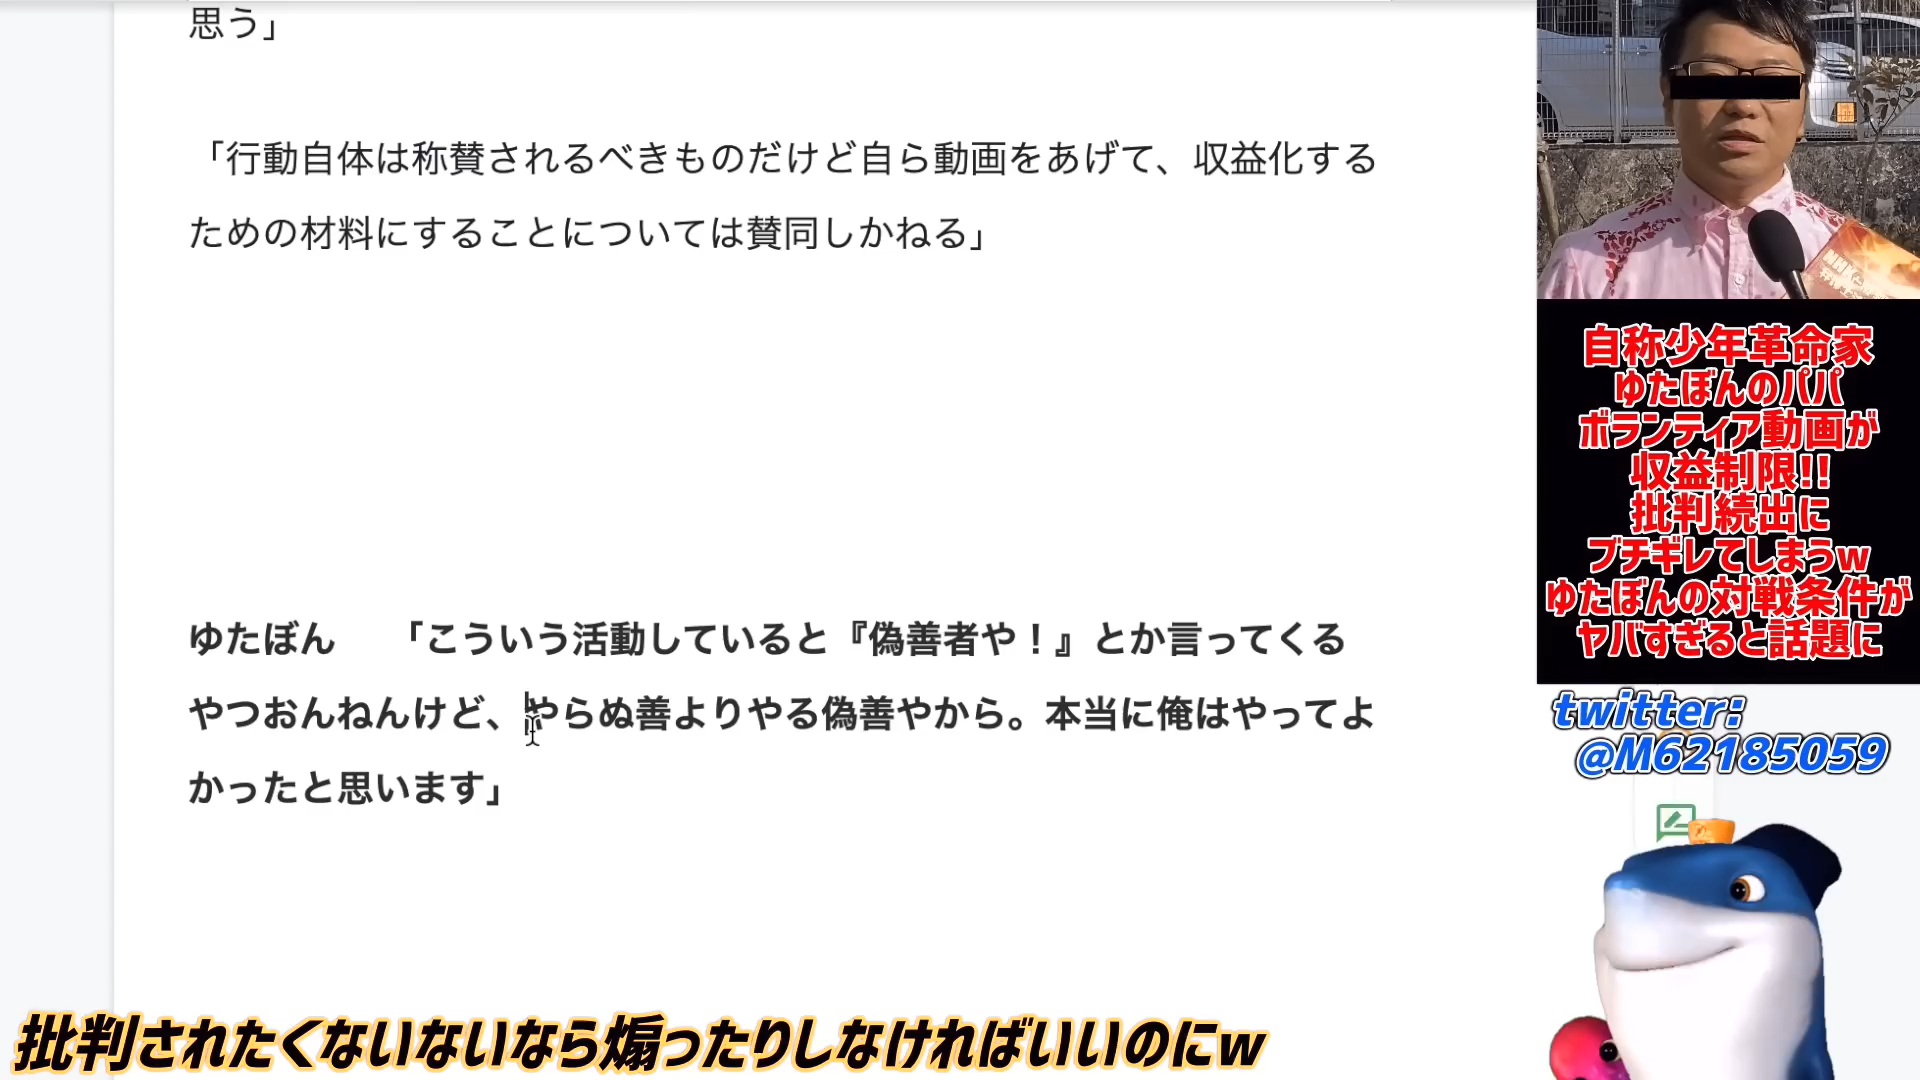 思う」
「行動自体は称賛されるべきものだけど自ら動画をあげて、収益化する
ための材料にすることについては賛同しかねる」
ゆたぼん　「こういう活動していると『偽善者や！』とか言ってくる
やつおんねんけど、やらぬ善よりやる偽善やから。本当に俺はやってよ
かったと思います」
自称少年革命家
ゆたぼんのパパ
ボランティア動画が
収益制限!!
批判続出に
ブチギレてしまうw
ゆたぼんの対戦条件が
ヤバすぎると話題に
twitter:
@M62185059
批判されたくないないなら煽ったりしなければいいのにw
NHK